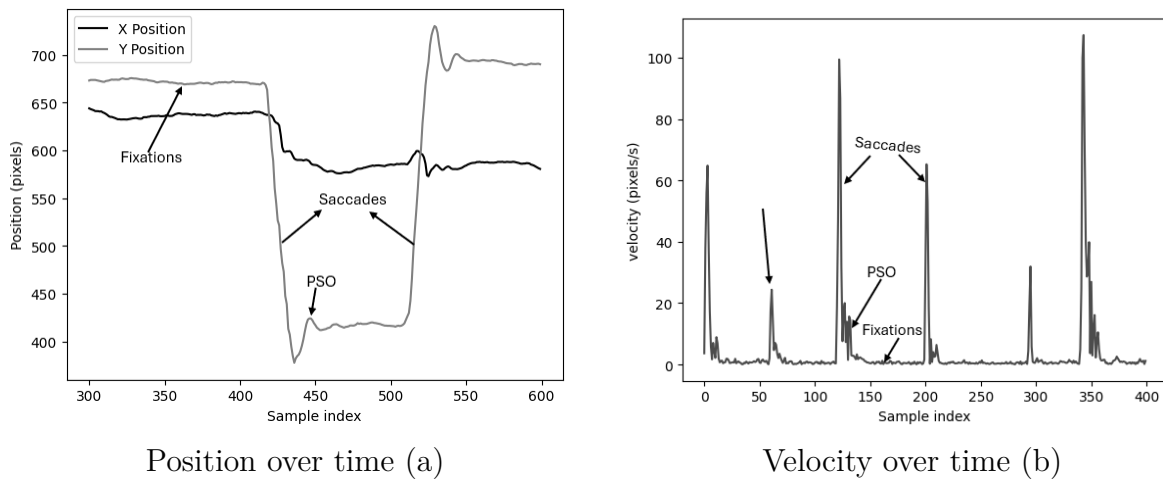 X Position
Y Position
700
650
600
550
500
450
400
Position (pixels)
Fixations
Saccades
PSO
300 350 400 450 500 550 600
Sample index
Position over time (a)
100
80
60
40
20
0
velocity (pixels/s)
Saccades
PSO
Fixations
0 50 100 150 200 250 300 350 400
Sample index
Velocity over time (b)